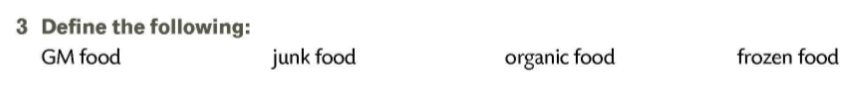 3 Define the following:
GM food junk food organic food frozen food